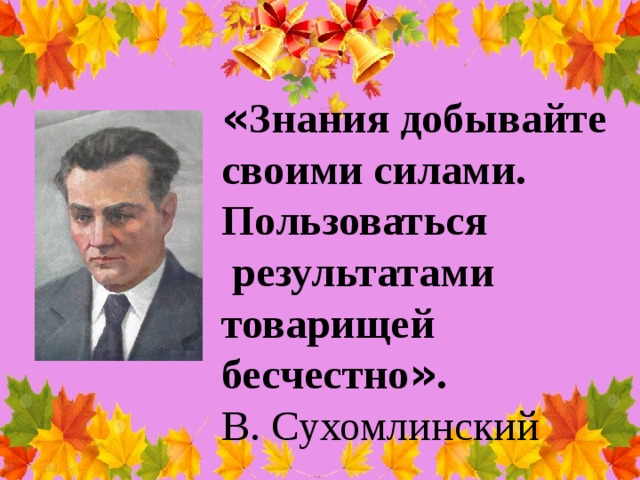 «Знания добывайте
своими силами.
Пользоваться
результатами
товарищей
бесчестно».
В. Сухомлинский